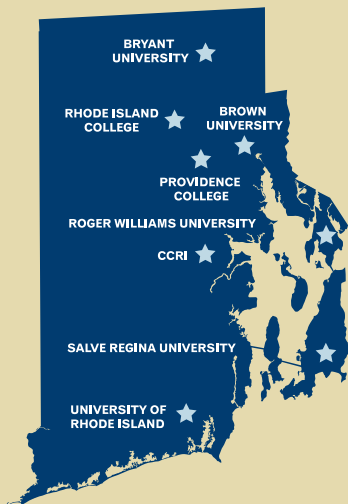 BRYANT
UNIVERSITY
RHODE ISLAND
COLLEGE
BROWN
UNIVERSITY
PROVIDENCE
COLLEGE
ROGER WILLIAMS UNIVERSITY
CCRI
SALVE REGINA UNIVERSITY
UNIVERSITY OF
RHODE ISLAND